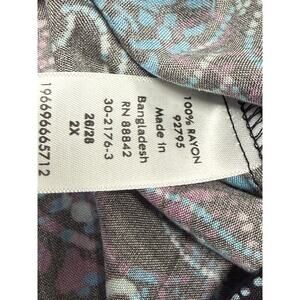 100% RAYON
92795
Made in
Bangladesh
RN 88842
30-2176-3
26/28
2X
196696665712